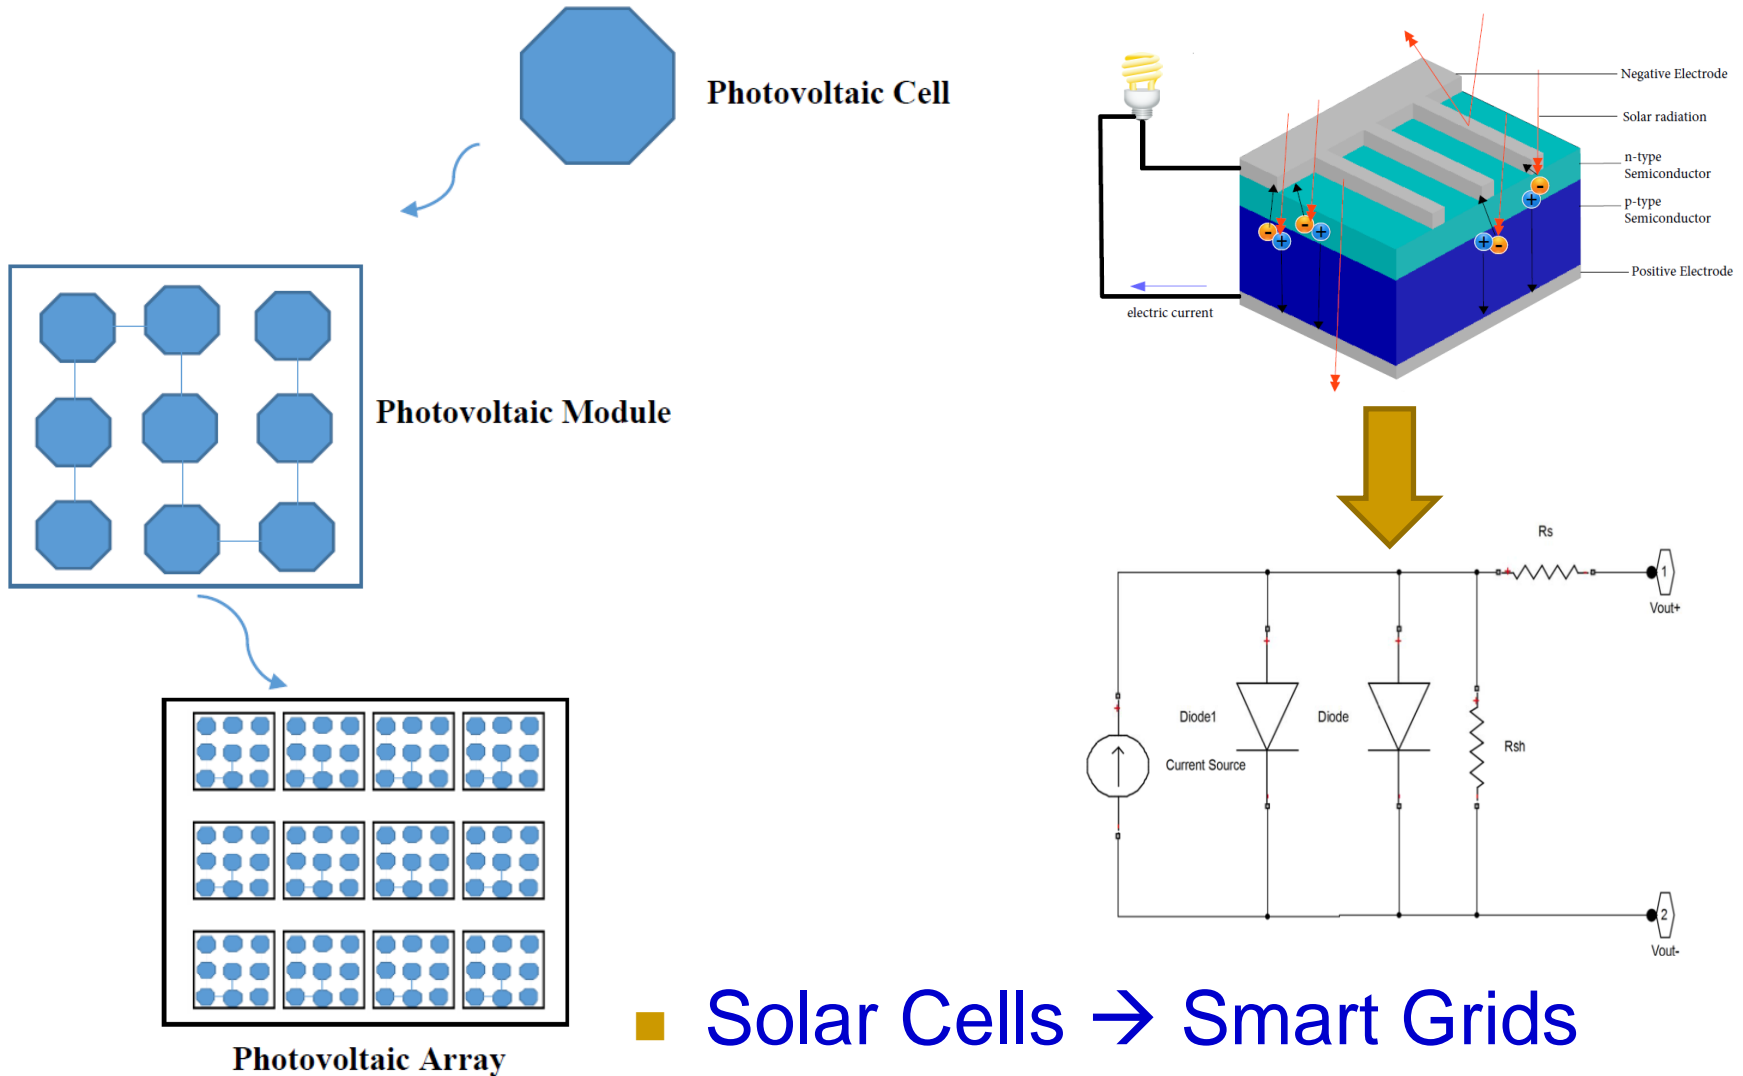 Photovoltaic Cell
Photovoltaic Module
Photovoltaic Array
Negative Electrode
Solar radiation
n-type
Semiconductor
p-type
Semiconductor
Positive Electrode
electric current
- + - + + - - +
Rs
1
Vout+
Diode1
Diode
Rsh
Current Source
2
Vout-
■ Solar Cells → Smart Grids